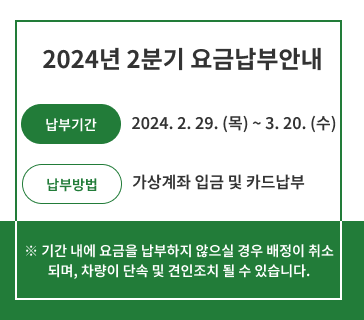 2024년 2분기 요금납부안내
납부기간 2024. 2. 29. (목) ~ 3. 20. (수)
납부방법 가상계좌 입금 및 카드납부
※ 기간 내에 요금을 납부하지 않으실 경우 배정이 취소
되며, 차량이 단속 및 견인조치 될 수 있습니다.